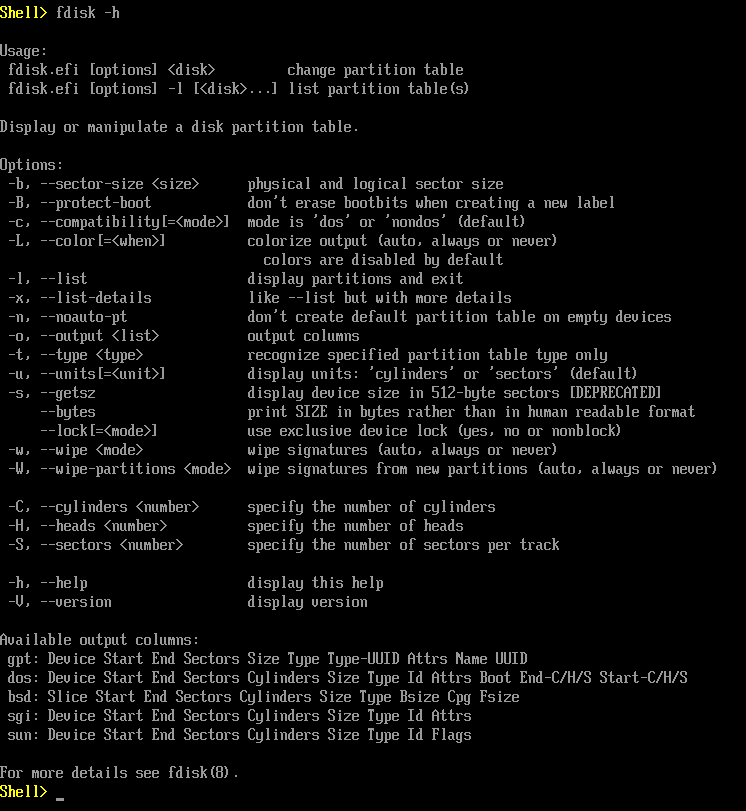 Shell> fdisk -h

Usage:
 fdisk.efi [options] <disk>         change partition table
 fdisk.efi [options] -l [<disk>...] list partition table(s)

Display or manipulate a disk partition table.

Options:
 -b, --sector-size <size>      physical and logical sector size
 -B, --protect-boot            don't erase bootbits when creating a new label
 -c, --compatibility[=<mode>]  mode is 'dos' or 'nondos' (default)
 -L, --color[=<when>]          colorize output (auto, always or never)
                                 colors are disabled by default
 -l, --list                    display partitions and exit
 -x, --list-details            like --list but with more details
 -n, --noauto-pt               don't create default partition table on empty devices
 -o, --output <list>           output columns
 -t, --type <type>             recognize specified partition table type only
 -u, --units[=<unit>]          display units: 'cylinders' or 'sectors' (default)
 -s, --getsz                   display device size in 512-byte sectors [DEPRECATED]
     --bytes                   print SIZE in bytes rather than in human readable format
     --lock[=<mode>]           use exclusive device lock (yes, no or nonblock)
 -w, --wipe <mode>             wipe signatures (auto, always or never)
 -W, --wipe-partitions <mode>  wipe signatures from new partitions (auto, always or never)

 -C, --cylinders <number>      specify the number of cylinders
 -H, --heads <number>          specify the number of heads
 -S, --sectors <number>        specify the number of sectors per track

 -h, --help                    display this help
 -V, --version                 display version

Available output columns:
 gpt: Device Start End Sectors Size Type Type-UUID Attrs Name UUID
 dos: Device Start End Sectors Cylinders Size Type Id Attrs Boot End-C/H/S Start-C/H/S
 bsd: Slice Start End Sectors Cylinders Size Type Bsize Cpg Fsize
 sgi: Device Start End Sectors Cylinders Size Type Id Attrs
 sun: Device Start End Sectors Cylinders Size Type Id Flags

For more details see fdisk(8).
Shell> _